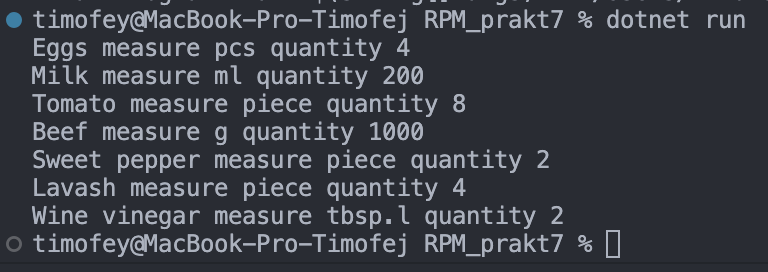 timofey@MacBook-Pro-Timofej RPM_prakt7 % dotnet run
Eggs measure pcs quantity 4
Milk measure ml quantity 200
Tomato measure piece quantity 8
Beef measure g quantity 1000
Sweet pepper measure piece quantity 2
Lavash measure piece quantity 4
Wine vinegar measure tbsp.l quantity 2
timofey@MacBook-Pro-Timofej RPM_prakt7 %